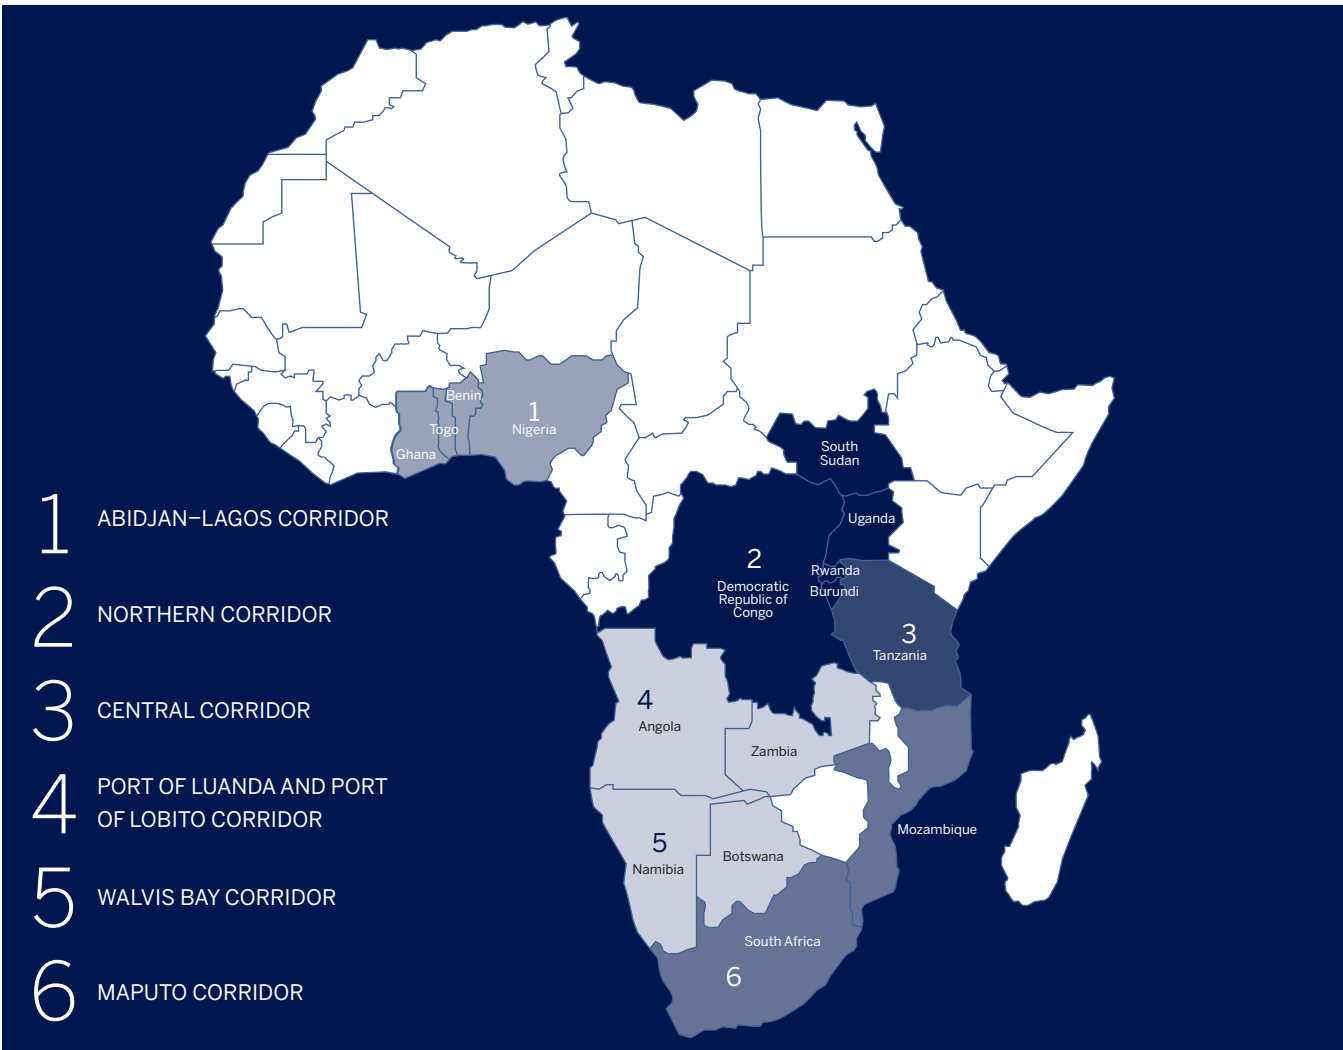 1
ABIDJAN–LAGOS CORRIDOR
2
NORTHERN CORRIDOR
3
CENTRAL CORRIDOR
4
PORT OF LUANDA AND PORT
OF LOBITO CORRIDOR
5
WALVIS BAY CORRIDOR
6
MAPUTO CORRIDOR
Benin
1
Nigeria
Togo
Ghana
South
Sudan
Uganda
2
Democratic
Republic of
Congo
Rwanda
Burundi
3
Tanzania
4
Angola
Zambia
Mozambique
5
Namibia
Botswana
South Africa
6